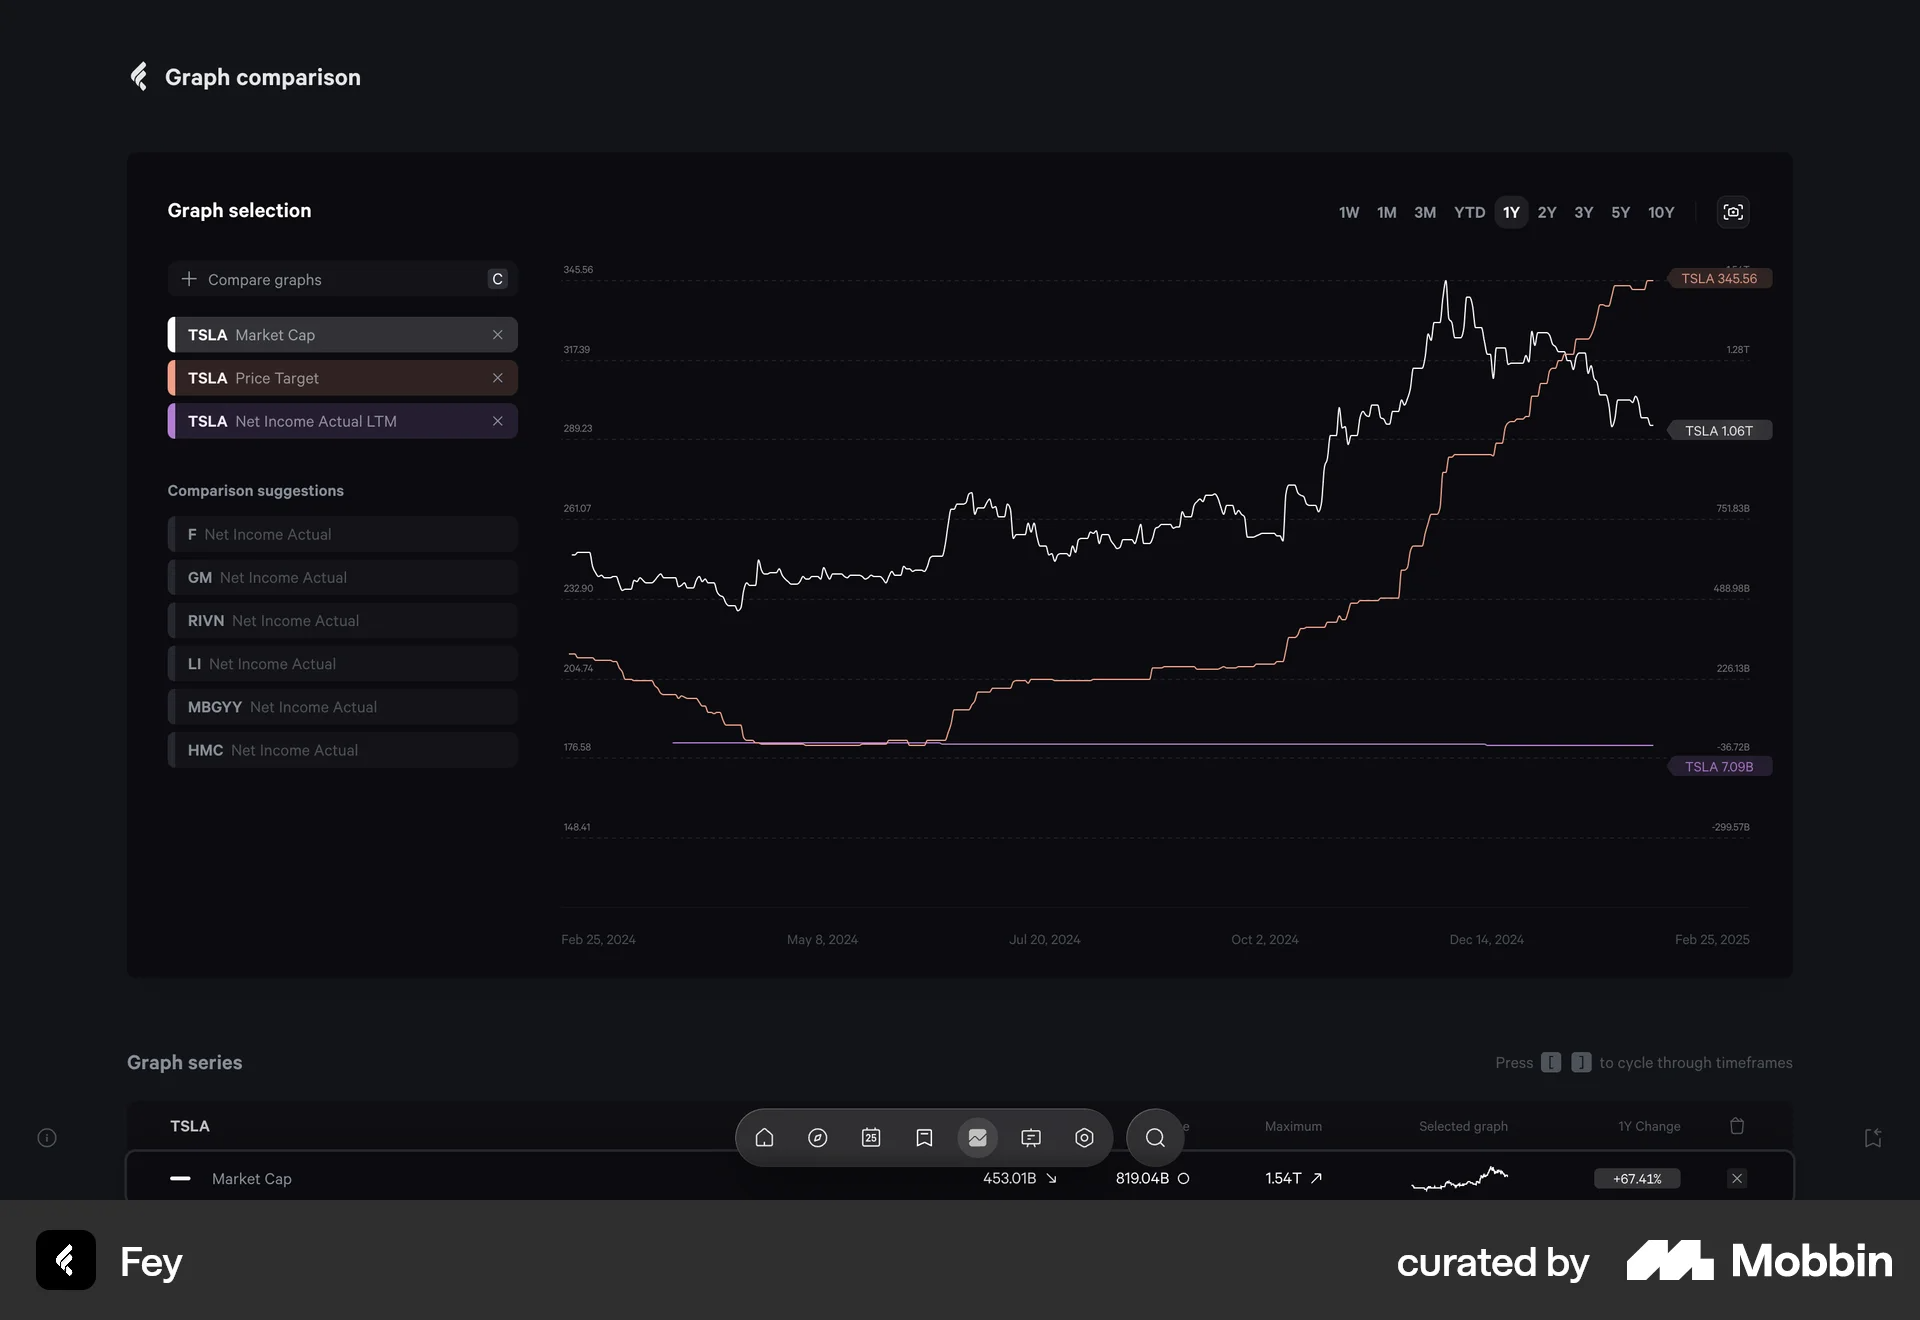 Graph comparison
Graph selection
1W 1M 3M YTD 1Y 2Y 3Y 5Y 10Y
Compare graphs C
TSLA Market Cap
TSLA Price Target
TSLA Net Income Actual LTM
Comparison suggestions
F Net Income Actual
GM Net Income Actual
RIVN Net Income Actual
LI Net Income Actual
MBGYY Net Income Actual
HMC Net Income Actual
345.56
317.39
289.23
261.07
232.90
204.74
176.58
148.41
TSLA 345.56
1.28T
TSLA 1.06T
751.83B
488.98B
226.13B
-36.72B
TSLA 7.09B
-299.57B
Feb 25, 2024 May 8, 2024 Jul 20, 2024 Oct 2, 2024 Dec 14, 2024 Feb 25, 2025
Graph series
Press [ ] to cycle through timeframes
TSLA Maximum Selected graph 1Y Change
25
Market Cap 453.01B 819.04B 1.54T +67.41%
Fey
curated by Mobbin